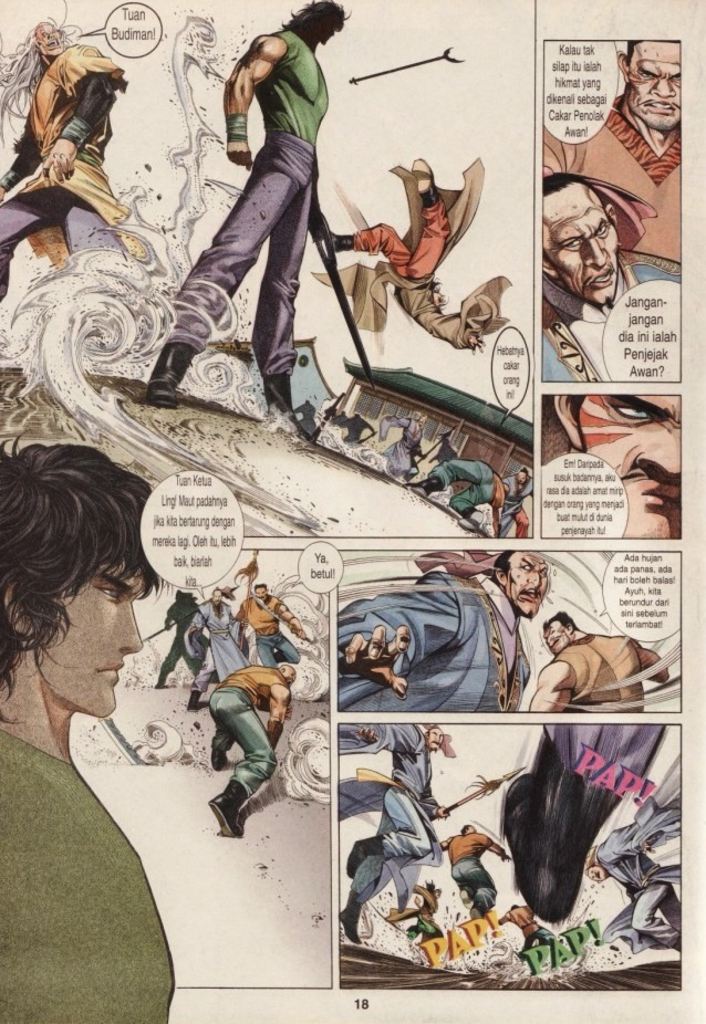 Tuan
Budiman!
Hebatnya
cakar
orang
ini!
Kalau tak
silap itu ialah
hikmat yang
dikenali sebagai
Cakar Penolak
Awan!
Jangan-
jangan
dia ini ialah
Penjejak
Awan?
Em! Daripada
susuk badannya, aku
rasa dia adalah amat mirip
dengan orang yang menjadi
buat mulut di dunia
penjenayah itu!
Tuan Ketua
Ling! Maut padahnya
jika kita bertarung dengan
mereka lagi. Oleh itu, lebih
baik, biarlah
kita
Ya,
betul!
Ada hujan
ada panas, ada
hari boleh balas!
Ayuh, kita
berundur dari
sini sebelum
terlambat.
PAP!
PAP!
PAP!
18